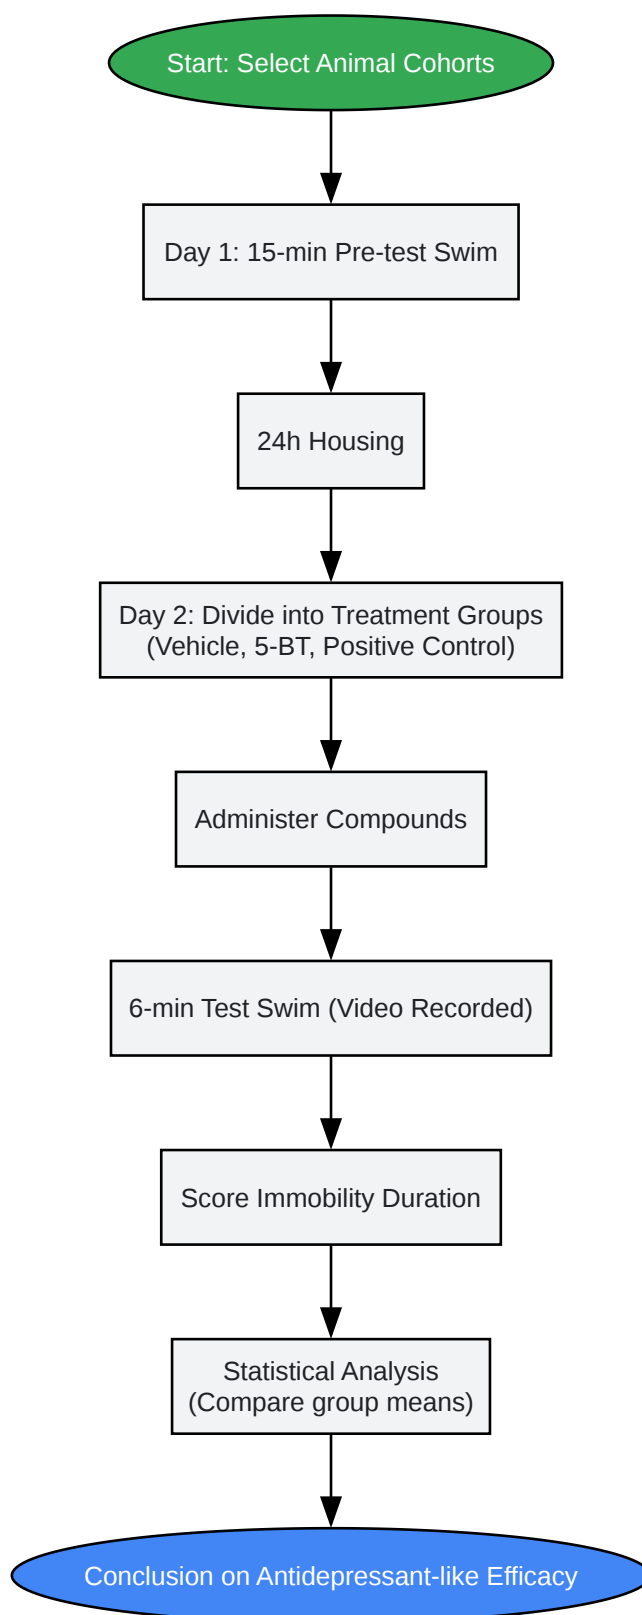 Start: Select Animal Cohorts
Day 1: 15-min Pre-test Swim
24h Housing
Day 2: Divide into Treatment Groups
(Vehicle, 5-BT, Positive Control)
Administer Compounds
6-min Test Swim (Video Recorded)
Score Immobility Duration
Statistical Analysis
(Compare group means)
Conclusion on Antidepressant-like Efficacy